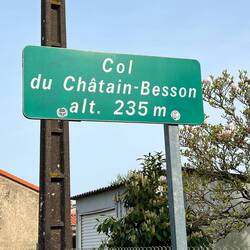 Col
du Châtain-Besson
alt. 235 m